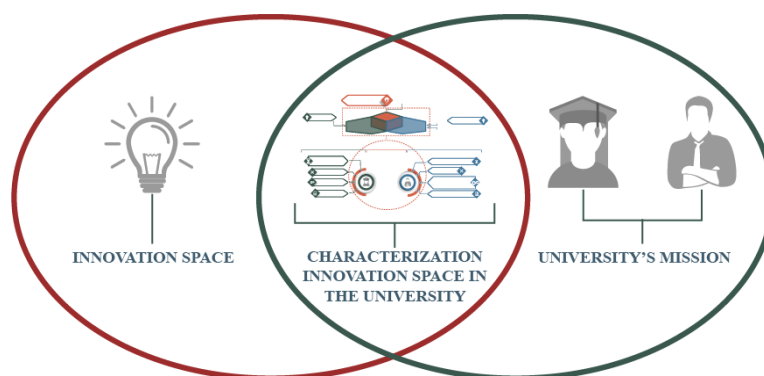 INNOVATION SPACE
CHARACTERIZATION
INNOVATION SPACE IN
THE UNIVERSITY
UNIVERSITY'S MISSION